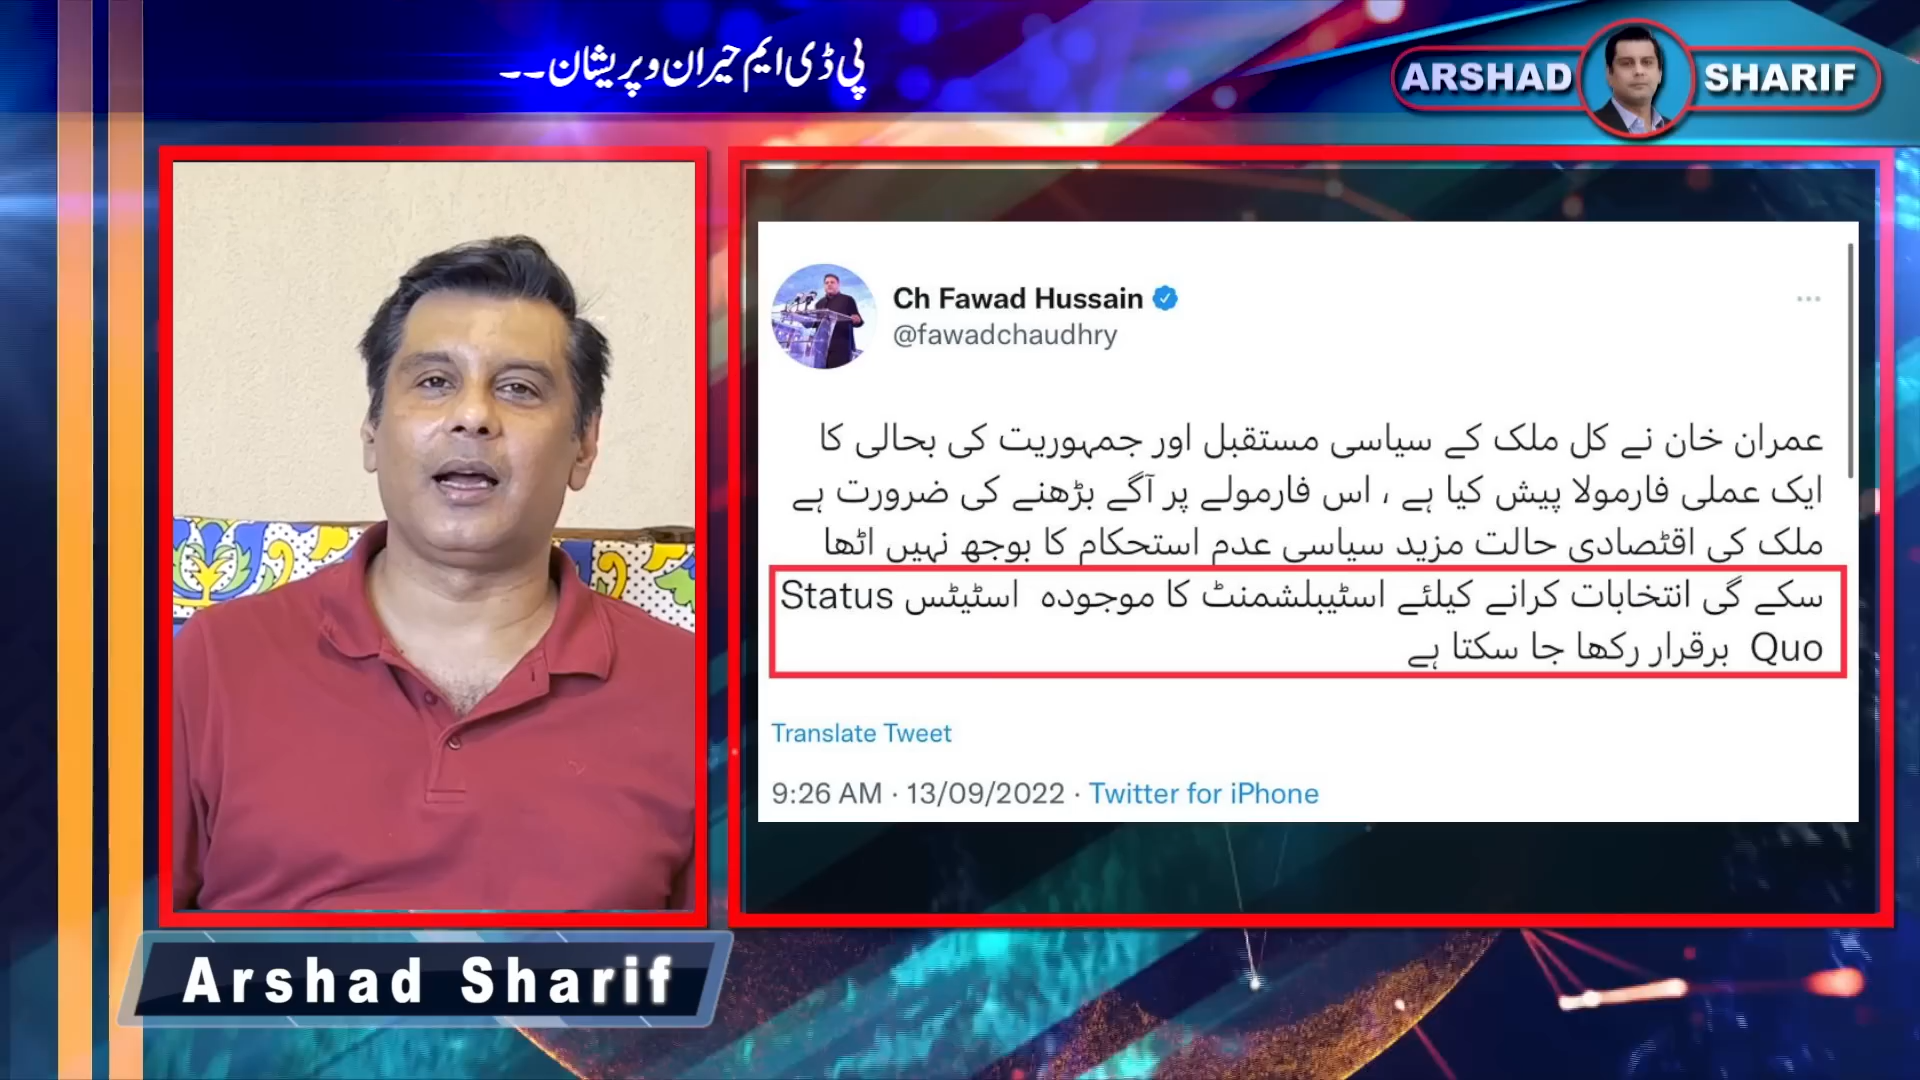 پی ڈی ایم حیران و پریشان۔۔
ARSHAD SHARIF
Ch Fawad Hussain
@fawadchaudhry
عمران خان نے کل ملک کے سیاسی مستقبل اور جمہوریت کی بحالی کا
ایک عملی فارمولا پیش کیا ہے ، اس فارمولے پر آگے بڑھنے کی ضرورت ہے
ملک کی اقتصادی حالت مزید سیاسی عدم استحکام کا بوجھ نہیں اٹھا
سکے گی انتخابات کرانے کیلئے اسٹیبلشمنٹ کا موجودہ اسٹیٹس Status
Quo برقرار رکھا جا سکتا ہے
Translate Tweet
9:26 AM · 13/09/2022 · Twitter for iPhone
Arshad Sharif